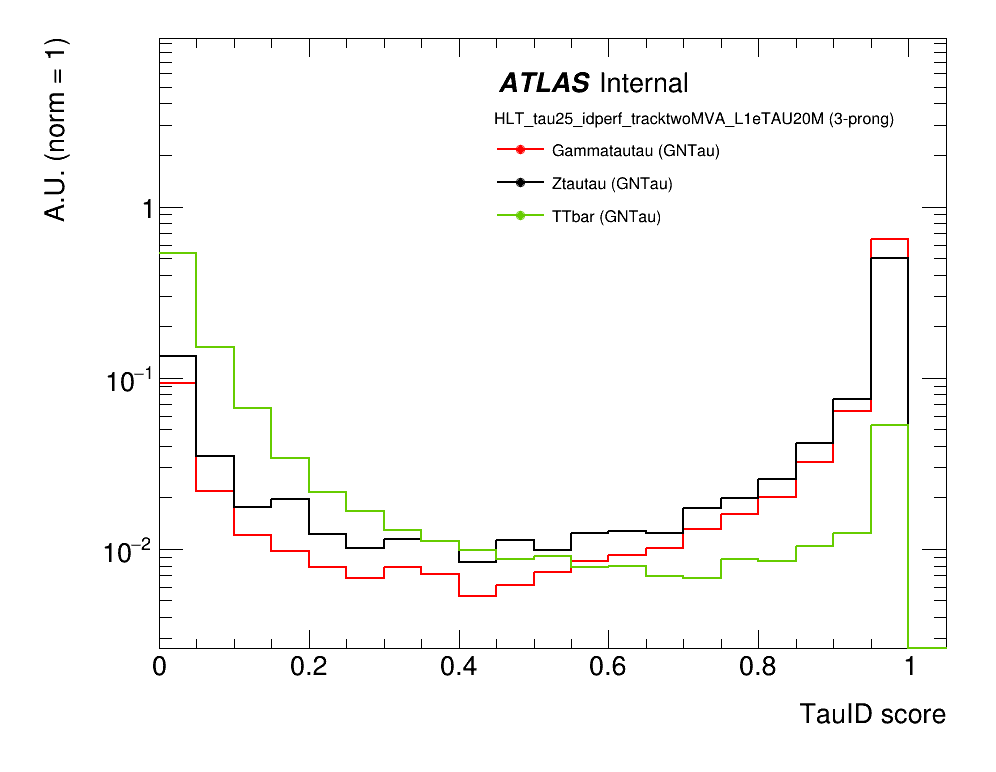 A.U. (norm = 1)
ATLAS Internal
HLT_tau25_idperf_tracktwoMVA_L1eTAU20M (3-prong)
Gammatautau (GNTau)
Ztautau (GNTau)
TTbar (GNTau)
1
10⁻¹
10⁻²
0 0.2 0.4 0.6 0.8 1
TauID score